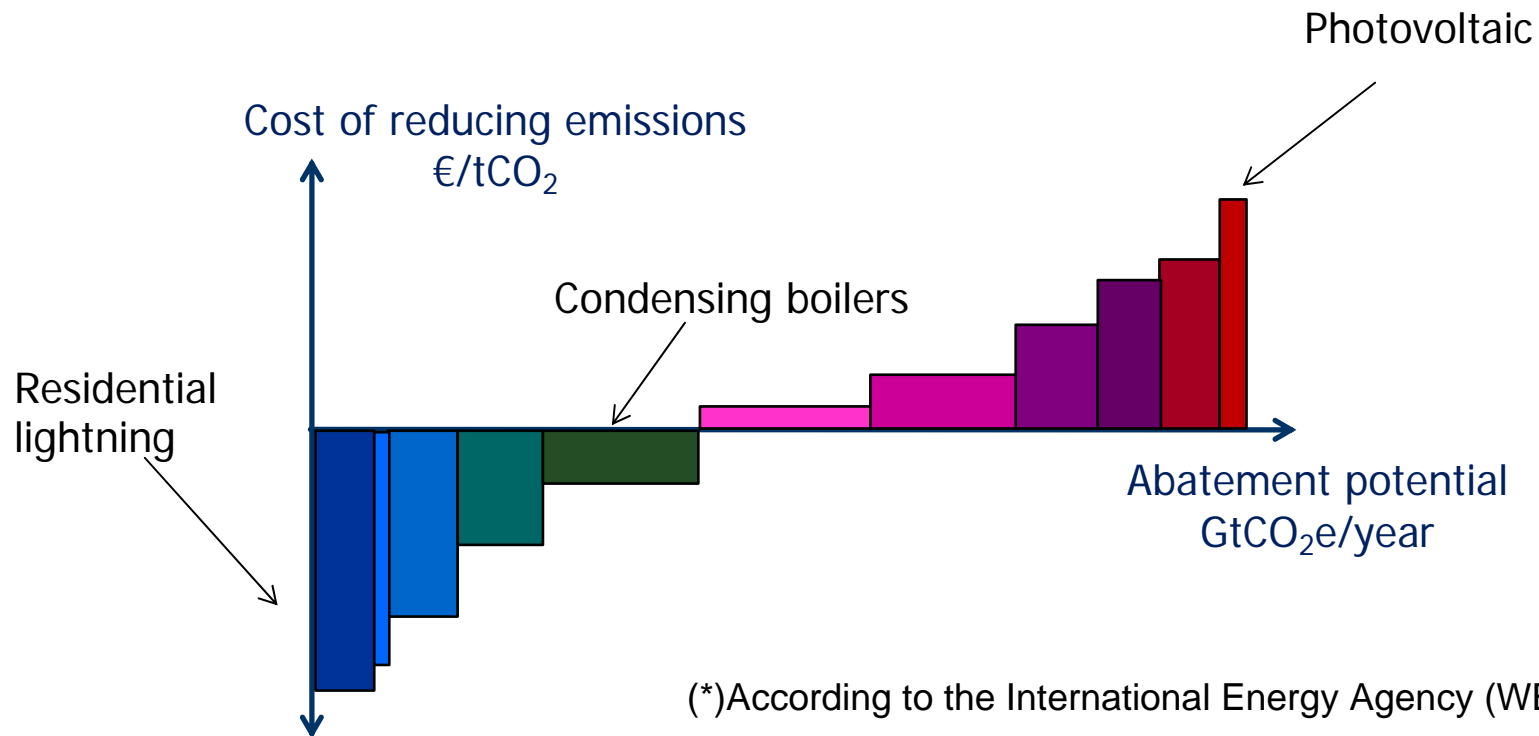 Photovoltaic
Cost of reducing emissions
€/tCO₂
Condensing boilers
Residential
lightning
Abatement potential
GtCO₂e/year
(*)According to the International Energy Agency